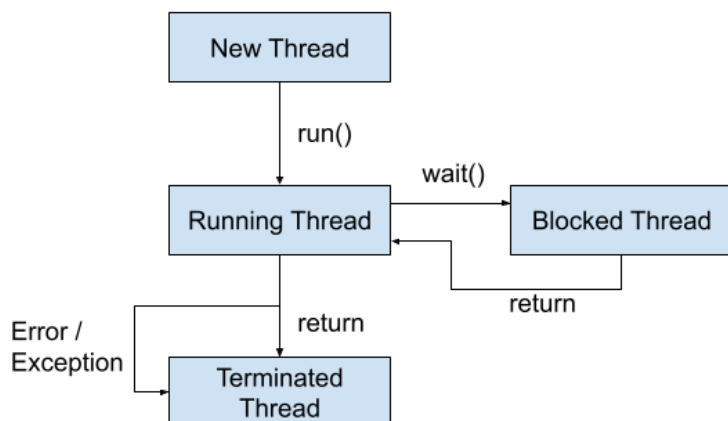 New Thread
run()
wait()
Running Thread
Blocked Thread
return
Error /
Exception
return
Terminated
Thread